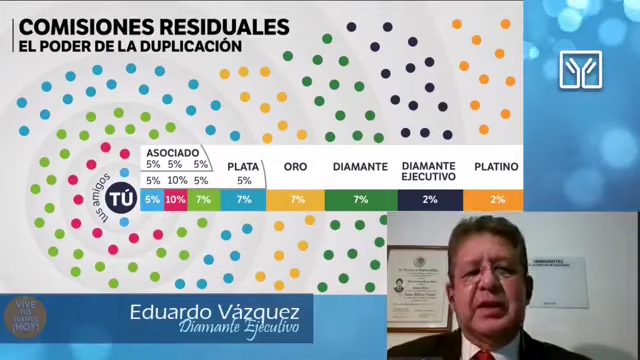 COMISIONES RESIDUALES
EL PODER DE LA DUPLICACIÓN
tus amigos
TÚ
ASOCIADO
5% 5% 5%
5% 10% 5%
PLATA
5%
ORO
DIAMANTE
DIAMANTE
EJECUTIVO
PLATINO
5% 10% 7% 7% 7% 7% 2% 2%
VIVE
TUS
SUEÑOS
¡HOY!
Eduardo Vázquez
Diamante Ejecutivo